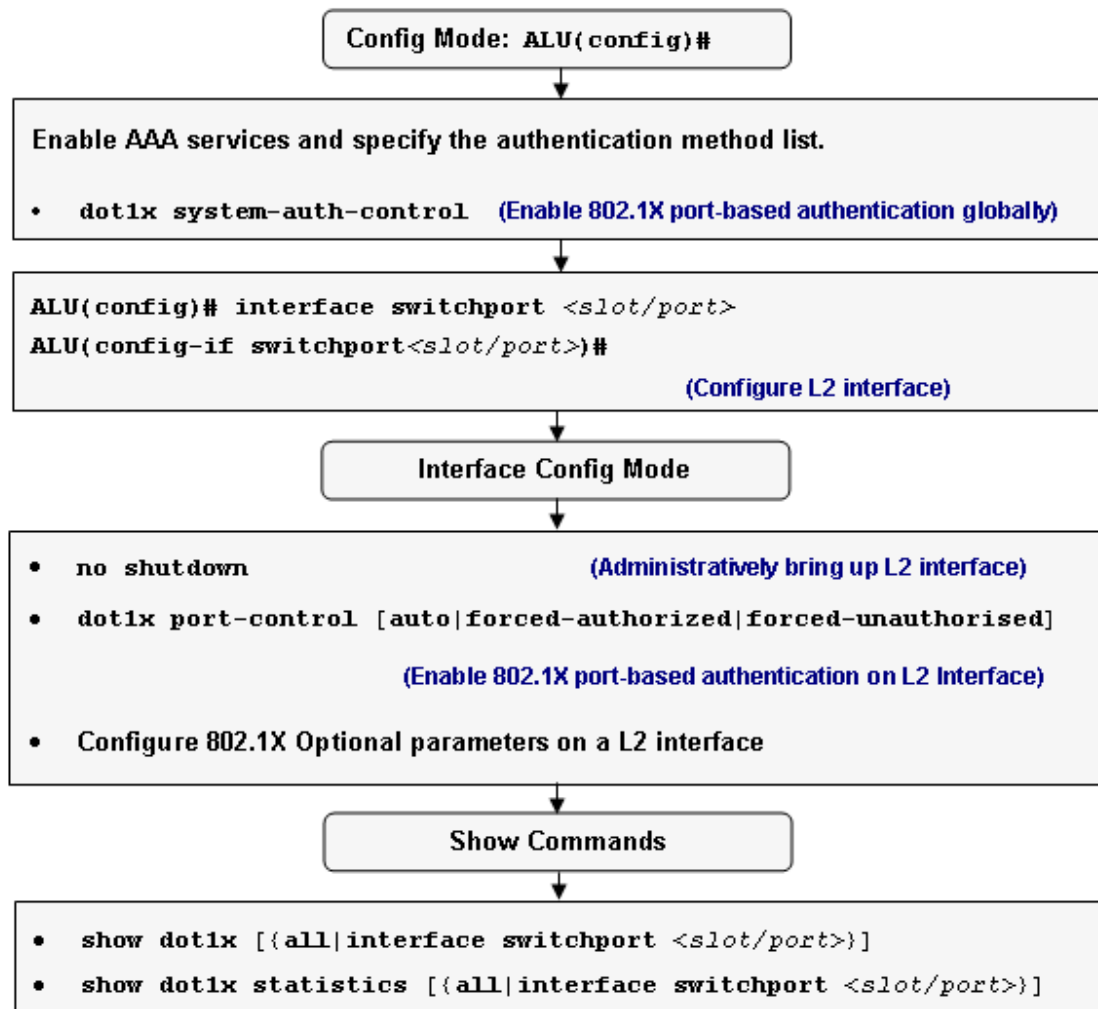 Config Mode: ALU(config)#
Enable AAA services and specify the authentication method list.
• dot1x system-auth-control (Enable 802.1X port-based authentication globally)
ALU(config)# interface switchport <slot/port>
ALU(config-if switchport<slot/port>)#
(Configure L2 interface)
Interface Config Mode
• no shutdown (Administratively bring up L2 interface)
• dot1x port-control [auto|forced-authorized|forced-unauthorised]
(Enable 802.1X port-based authentication on L2 Interface)
• Configure 802.1X Optional parameters on a L2 interface
Show Commands
• show dot1x [{all|interface switchport <slot/port>}]
• show dot1x statistics [{all|interface switchport <slot/port>}]